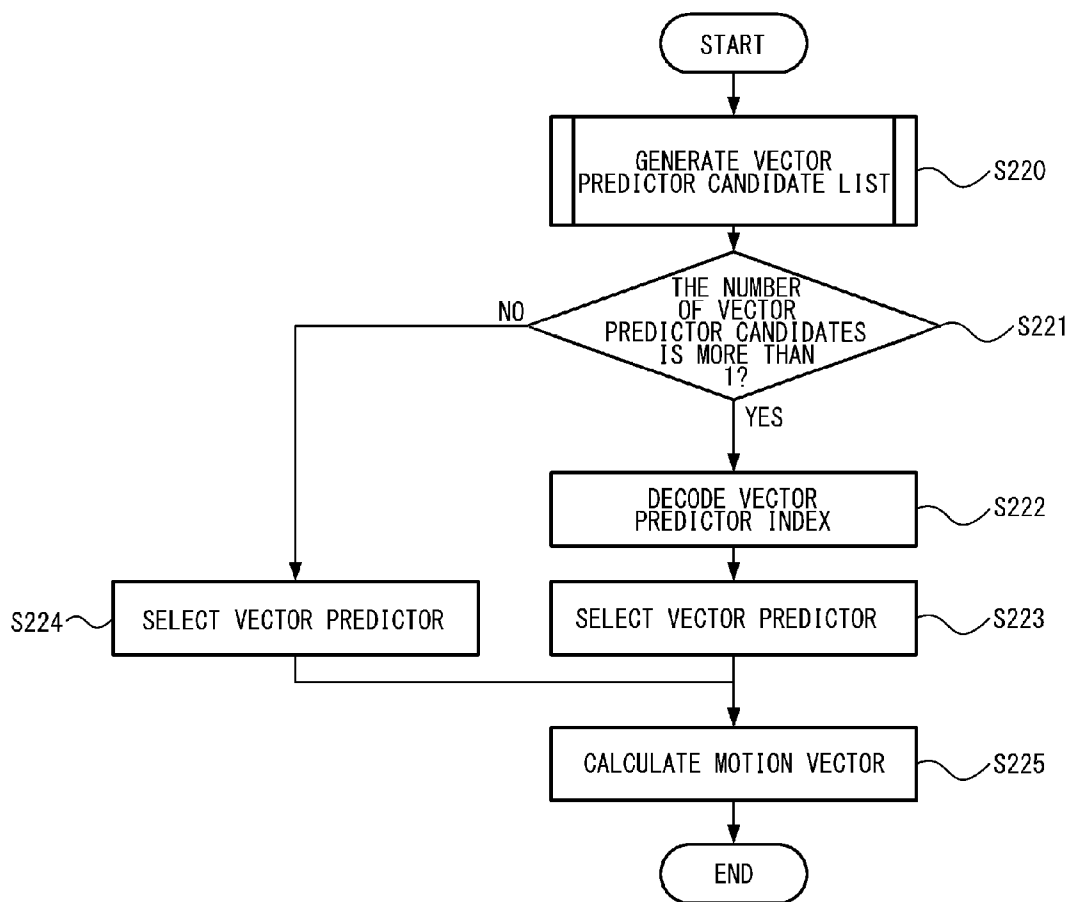 START
GENERATE VECTOR
PREDICTOR CANDIDATE LIST
S220
THE NUMBER
OF VECTOR
PREDICTOR CANDIDATES
IS MORE THAN
1?
S221
NO
YES
DECODE VECTOR
PREDICTOR INDEX
S222
S224
SELECT VECTOR PREDICTOR
SELECT VECTOR PREDICTOR
S223
CALCULATE MOTION VECTOR
S225
END